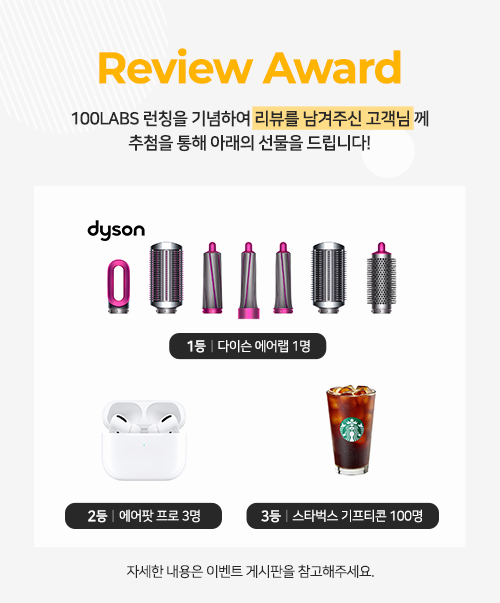 Review Award
100LABS 런칭을 기념하여 리뷰를 남겨주신 고객님 께
추첨을 통해 아래의 선물을 드립니다!
dyson
1등 | 다이슨 에어랩 1명
2등 | 에어팟 프로 3명
3등 | 스타벅스 기프티콘 100명
자세한 내용은 이벤트 게시판을 참고해주세요.